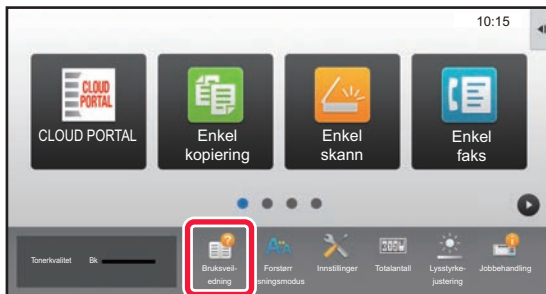 10:15
CLOUD
PORTAL
CLOUD PORTAL
Enkel
kopiering
Enkel
skann
Enkel
faks
Tonerkvalitet Bk
Bruksveil-
edning
Forstørr
sningsmodus
Innstillinger
Totalantall
Lysstyrke-
justering
Jobbehandling